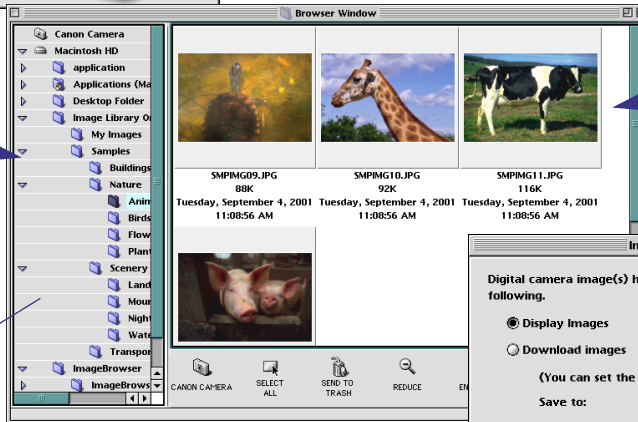 Browser Window
Canon Camera
Macintosh HD
application
Applications (Ma
Desktop Folder
Image Library O
My Images
Samples
Buildings
Nature
Anim
Birds
Flow
Plant
Scenery
Land
Mour
Night
Wate
Transpor
ImageBrowser
ImageBrows
SMPIMG09.JPG
88K
Tuesday, September 4, 2001
11:08:56 AM
SMPIMG10.JPG
92K
Tuesday, September 4, 2001
11:08:56 AM
SMPIMG11.JPG
116K
Tuesday, September 4, 2001
11:08:56 AM
CANON CAMERA
SELECT
ALL
SEND TO
TRASH
REDUCE
EN
Digital camera image(s) h
following.
Display Images
Download images
(You can set the
Save to: